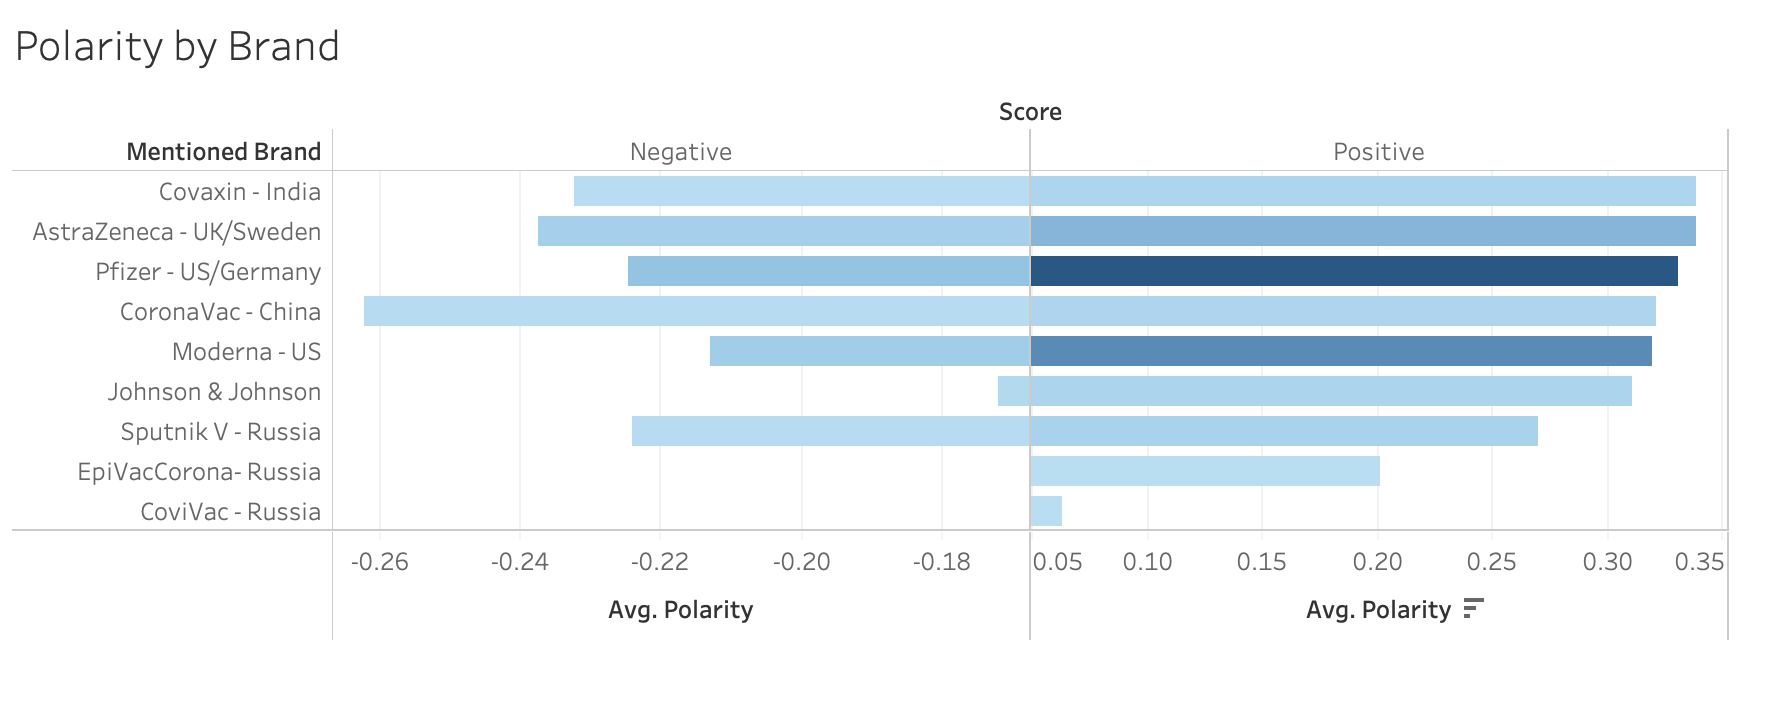 Polarity by Brand
Score
Mentioned Brand Negative Positive
Covaxin - India
AstraZeneca - UK/Sweden
Pfizer - US/Germany
CoronaVac - China
Moderna - US
Johnson & Johnson
Sputnik V - Russia
EpiVacCorona- Russia
CoviVac - Russia
-0.26 -0.24 -0.22 -0.20 -0.18 0.05 0.10 0.15 0.20 0.25 0.30 0.35
Avg. Polarity Avg. Polarity